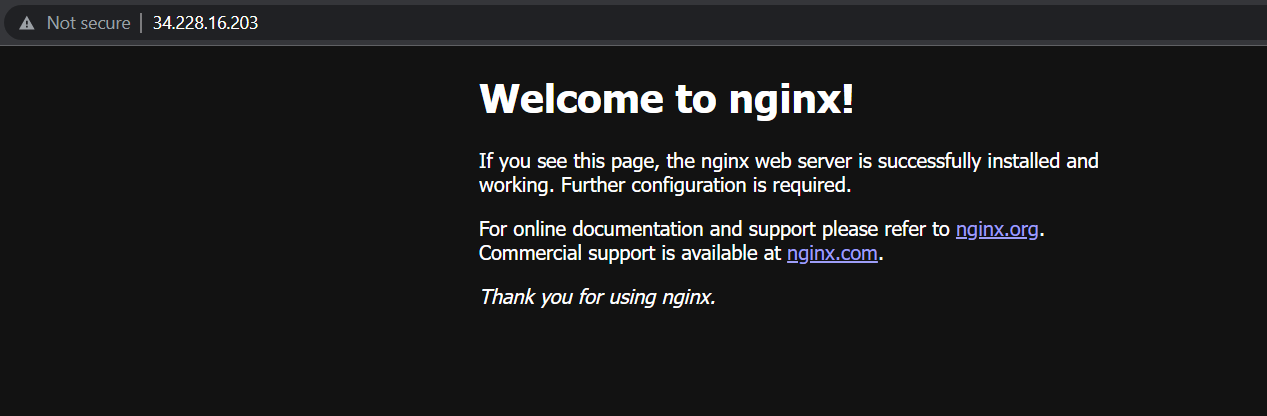 Not secure | 34.228.16.203
Welcome to nginx!
If you see this page, the nginx web server is successfully installed and
working. Further configuration is required.
For online documentation and support please refer to nginx.org.
Commercial support is available at nginx.com.
Thank you for using nginx.